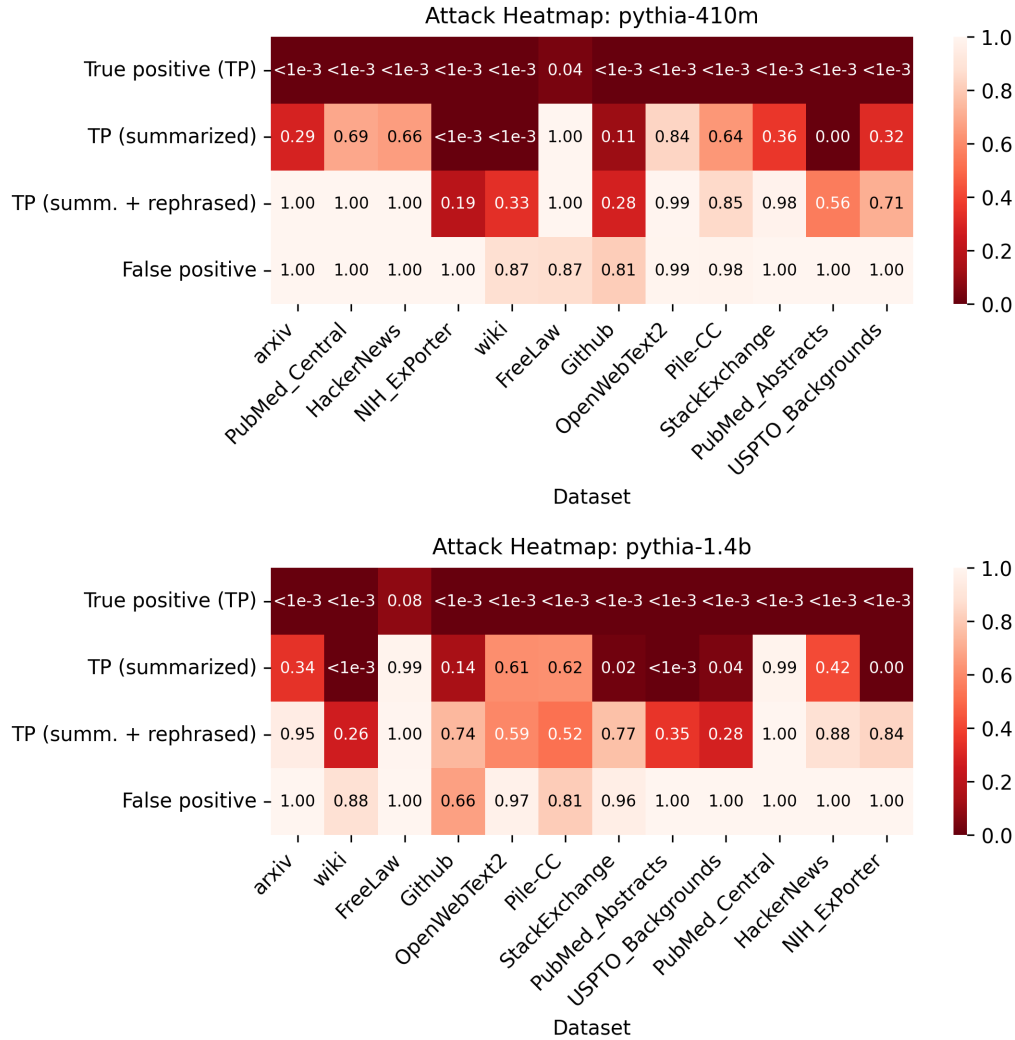 Attack Heatmap: pythia-410m
True positive (TP) <1e-3 <1e-3 <1e-3 <1e-3 <1e-3 0.04 <1e-3 <1e-3 <1e-3 <1e-3 <1e-3 <1e-3
TP (summarized) 0.29 0.69 0.66 <1e-3 <1e-3 1.00 0.11 0.84 0.64 0.36 0.00 0.32
TP (summ. + rephrased) 1.00 1.00 1.00 0.19 0.33 1.00 0.28 0.99 0.85 0.98 0.56 0.71
False positive 1.00 1.00 1.00 1.00 0.87 0.87 0.81 0.99 0.98 1.00 1.00 1.00
arxiv PubMed_Central HackerNews NIH_ExPorter wiki FreeLaw Github OpenWebText2 Pile-CC StackExchange PubMed_Abstracts USPTO_Backgrounds
Dataset
1.0
0.8
0.6
0.4
0.2
0.0
Attack Heatmap: pythia-1.4b
True positive (TP) <1e-3 <1e-3 0.08 <1e-3 <1e-3 <1e-3 <1e-3 <1e-3 <1e-3 <1e-3 <1e-3 <1e-3
TP (summarized) 0.34 <1e-3 0.99 0.14 0.61 0.62 0.02 <1e-3 0.04 0.99 0.42 0.00
TP (summ. + rephrased) 0.95 0.26 1.00 0.74 0.59 0.52 0.77 0.35 0.28 1.00 0.88 0.84
False positive 1.00 0.88 1.00 0.66 0.97 0.81 0.96 1.00 1.00 1.00 1.00 1.00
arxiv wiki FreeLaw Github OpenWebText2 Pile-CC StackExchange PubMed_Abstracts USPTO_Backgrounds PubMed_Central HackerNews NIH_ExPorter
Dataset
1.0
0.8
0.6
0.4
0.2
0.0